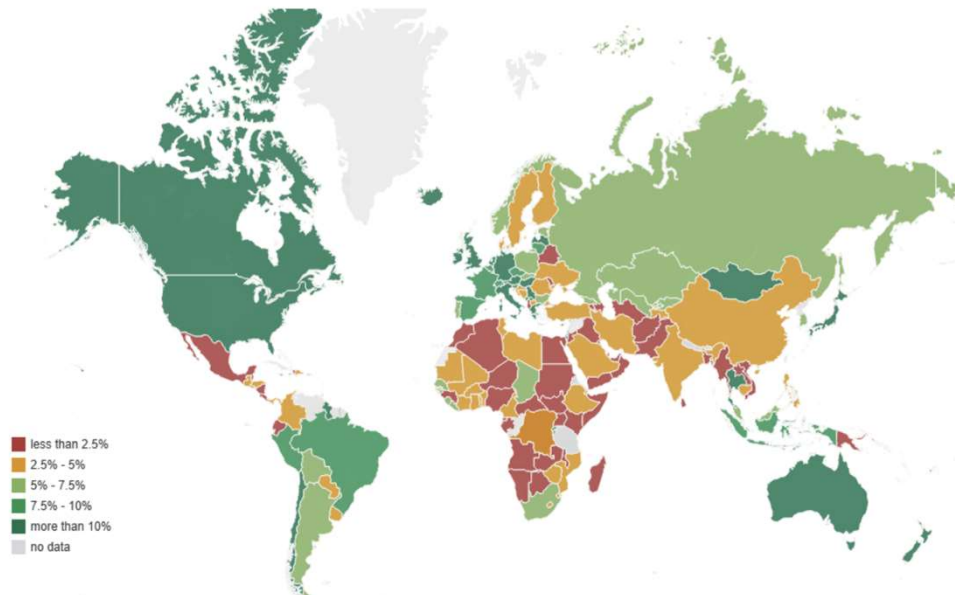 less than 2.5%
2.5% - 5%
5% - 7.5%
7.5% - 10%
more than 10%
no data